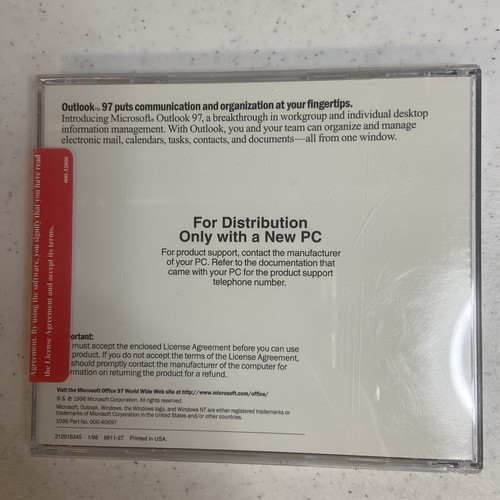 Outlook™ 97 puts communication and organization at your fingertips.
Introducing Microsoft® Outlook 97, a breakthrough in workgroup and individual desktop
information management. With Outlook, you and your team can organize and manage
electronic mail, calendars, tasks, contacts, and documents—all from one window.
For Distribution
Only with a New PC
For product support, contact the manufacturer
of your PC. Refer to the documentation that
came with your PC for the product support
telephone number.
Agreement. By using the software, you signify that you have read
the License Agreement and accept its terms.
000-32808
portant:
must accept the enclosed License Agreement before you can use
product. If you do not accept the terms of the License Agreement,
should promptly contact the manufacturer of the computer for
rmation on returning the product for a refund.
Visit the Microsoft Office 97 World Wide Web site at http://www.microsoft.com/office/
© & ℗ 1996 Microsoft Corporation. All rights reserved.
Microsoft, Outlook, Windows, the Windows logo, and Windows NT are either registered trademarks or
trademarks of Microsoft Corporation in the United States and/or other countries.
1096 Part No. 000-40697
212016345 1/98 6611-27 Printed in USA.